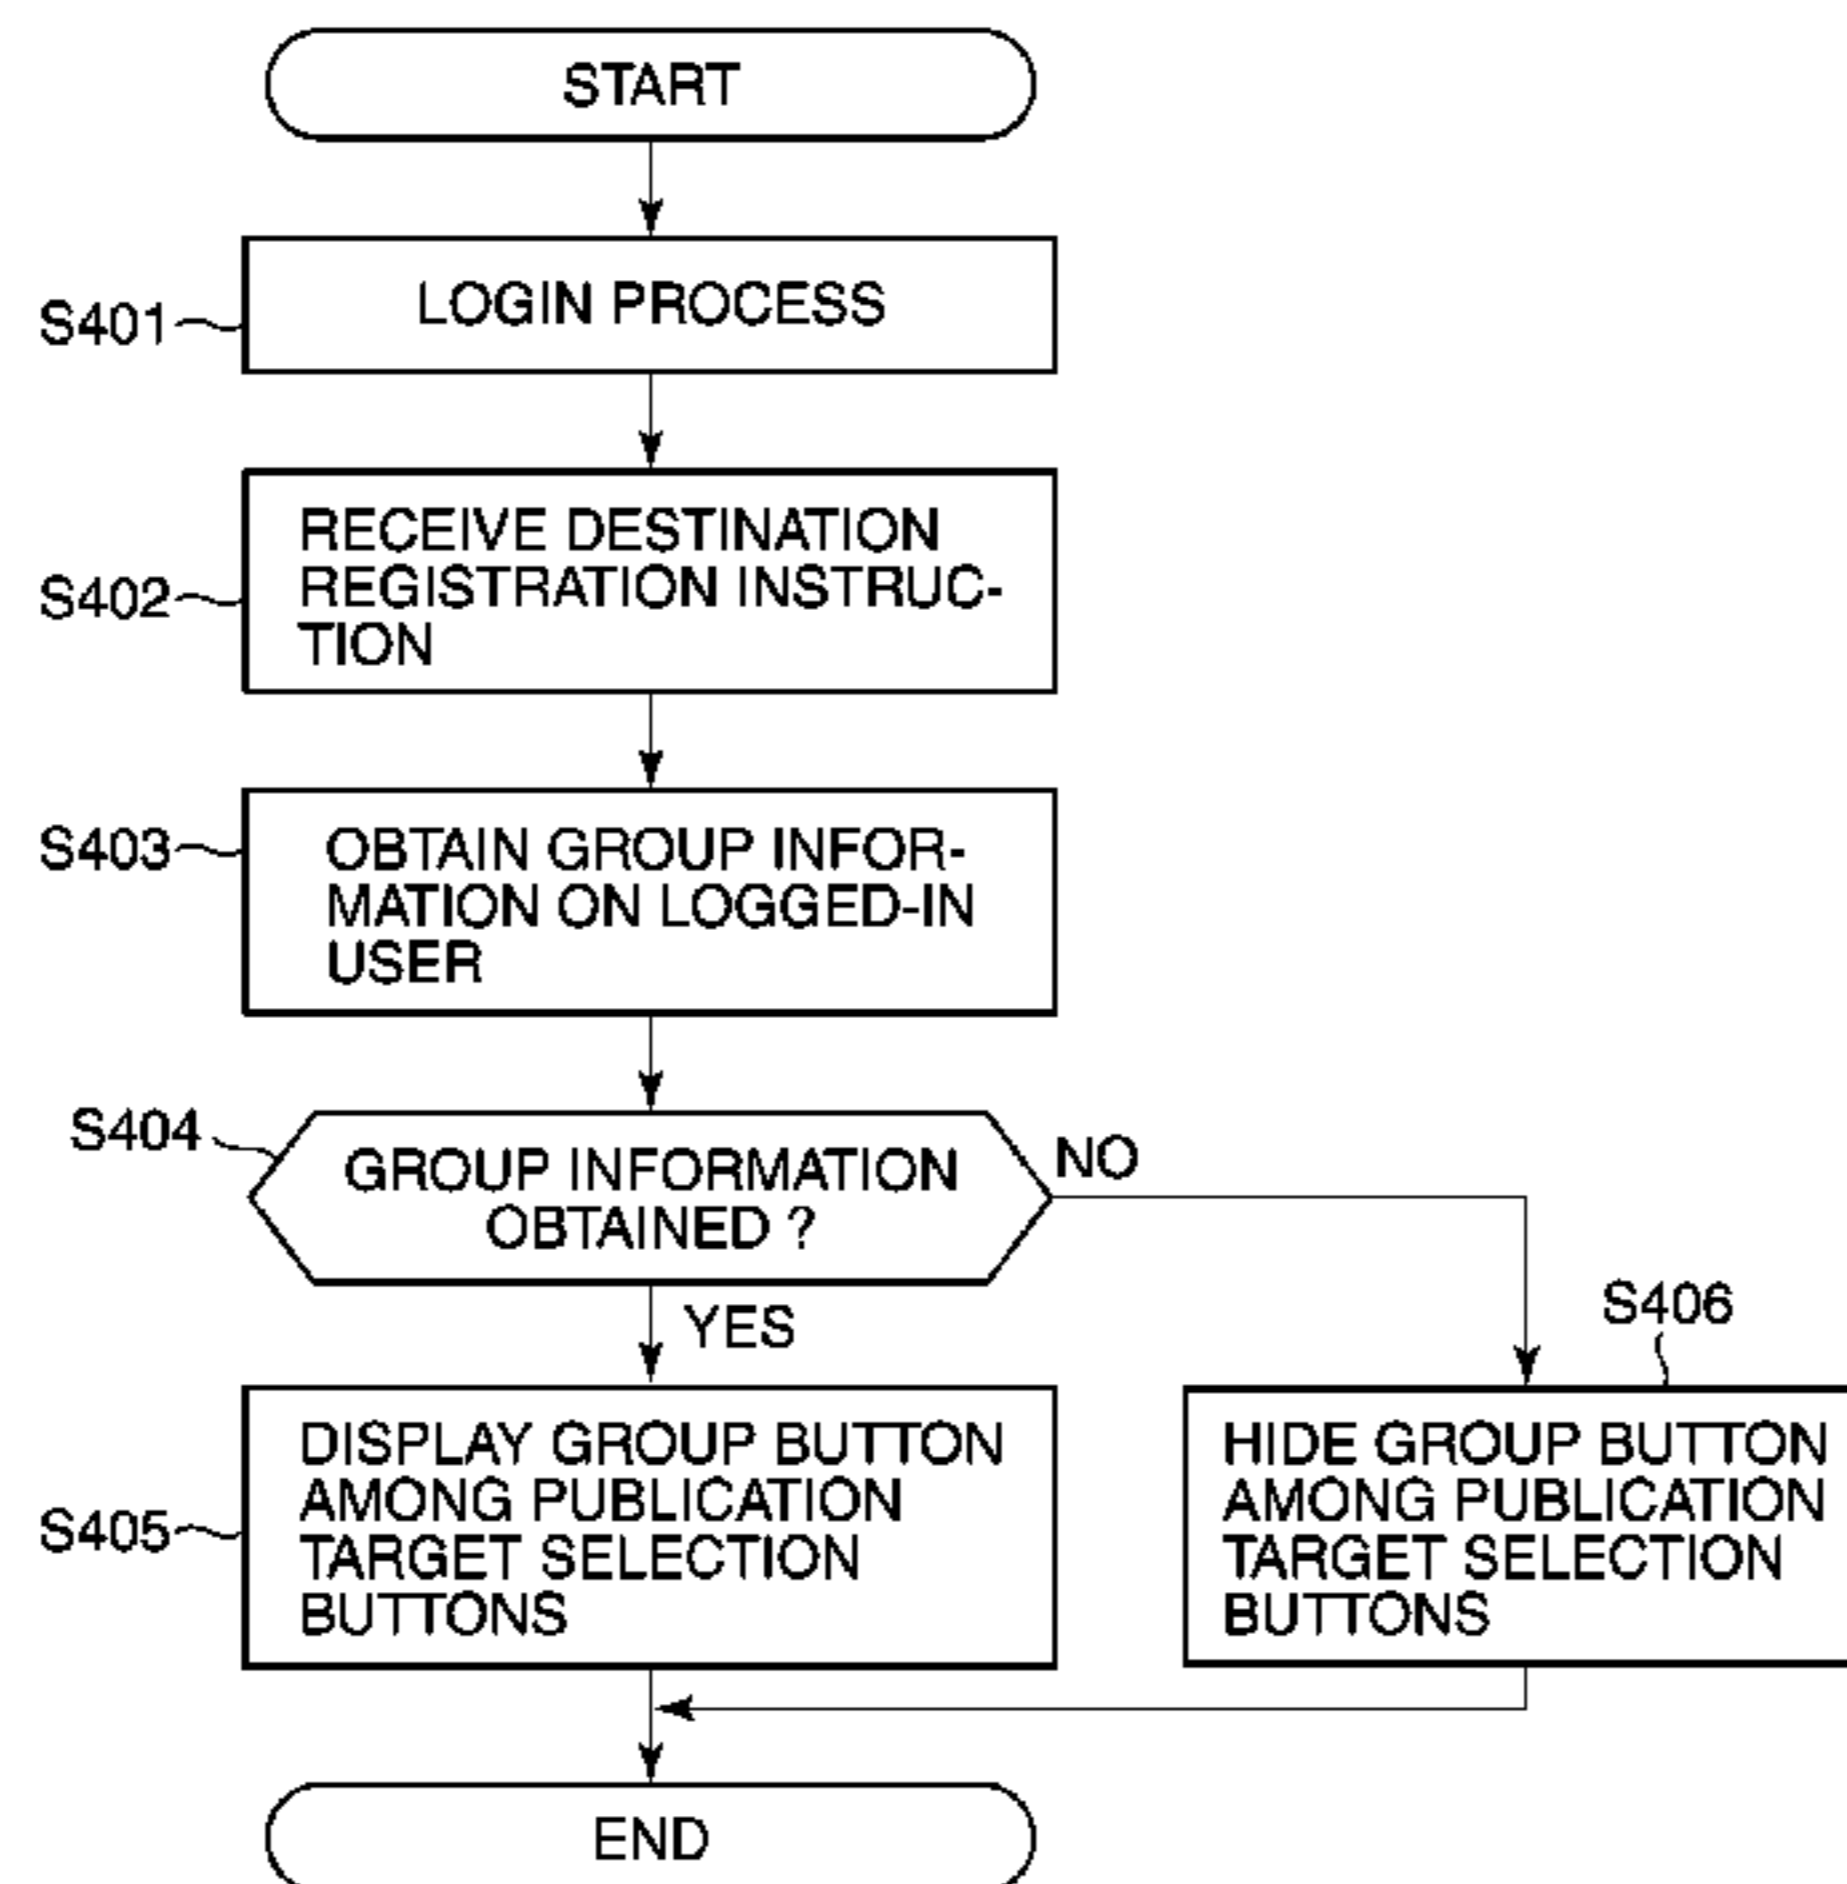 START
S401
LOGIN PROCESS
S402
RECEIVE DESTINATION
REGISTRATION INSTRUC-
TION
S403
OBTAIN GROUP INFOR-
MATION ON LOGGED-IN
USER
S404
GROUP INFORMATION
OBTAINED ?
NO
YES
S405
DISPLAY GROUP BUTTON
AMONG PUBLICATION
TARGET SELECTION
BUTTONS
S406
HIDE GROUP BUTTON
AMONG PUBLICATION
TARGET SELECTION
BUTTONS
END